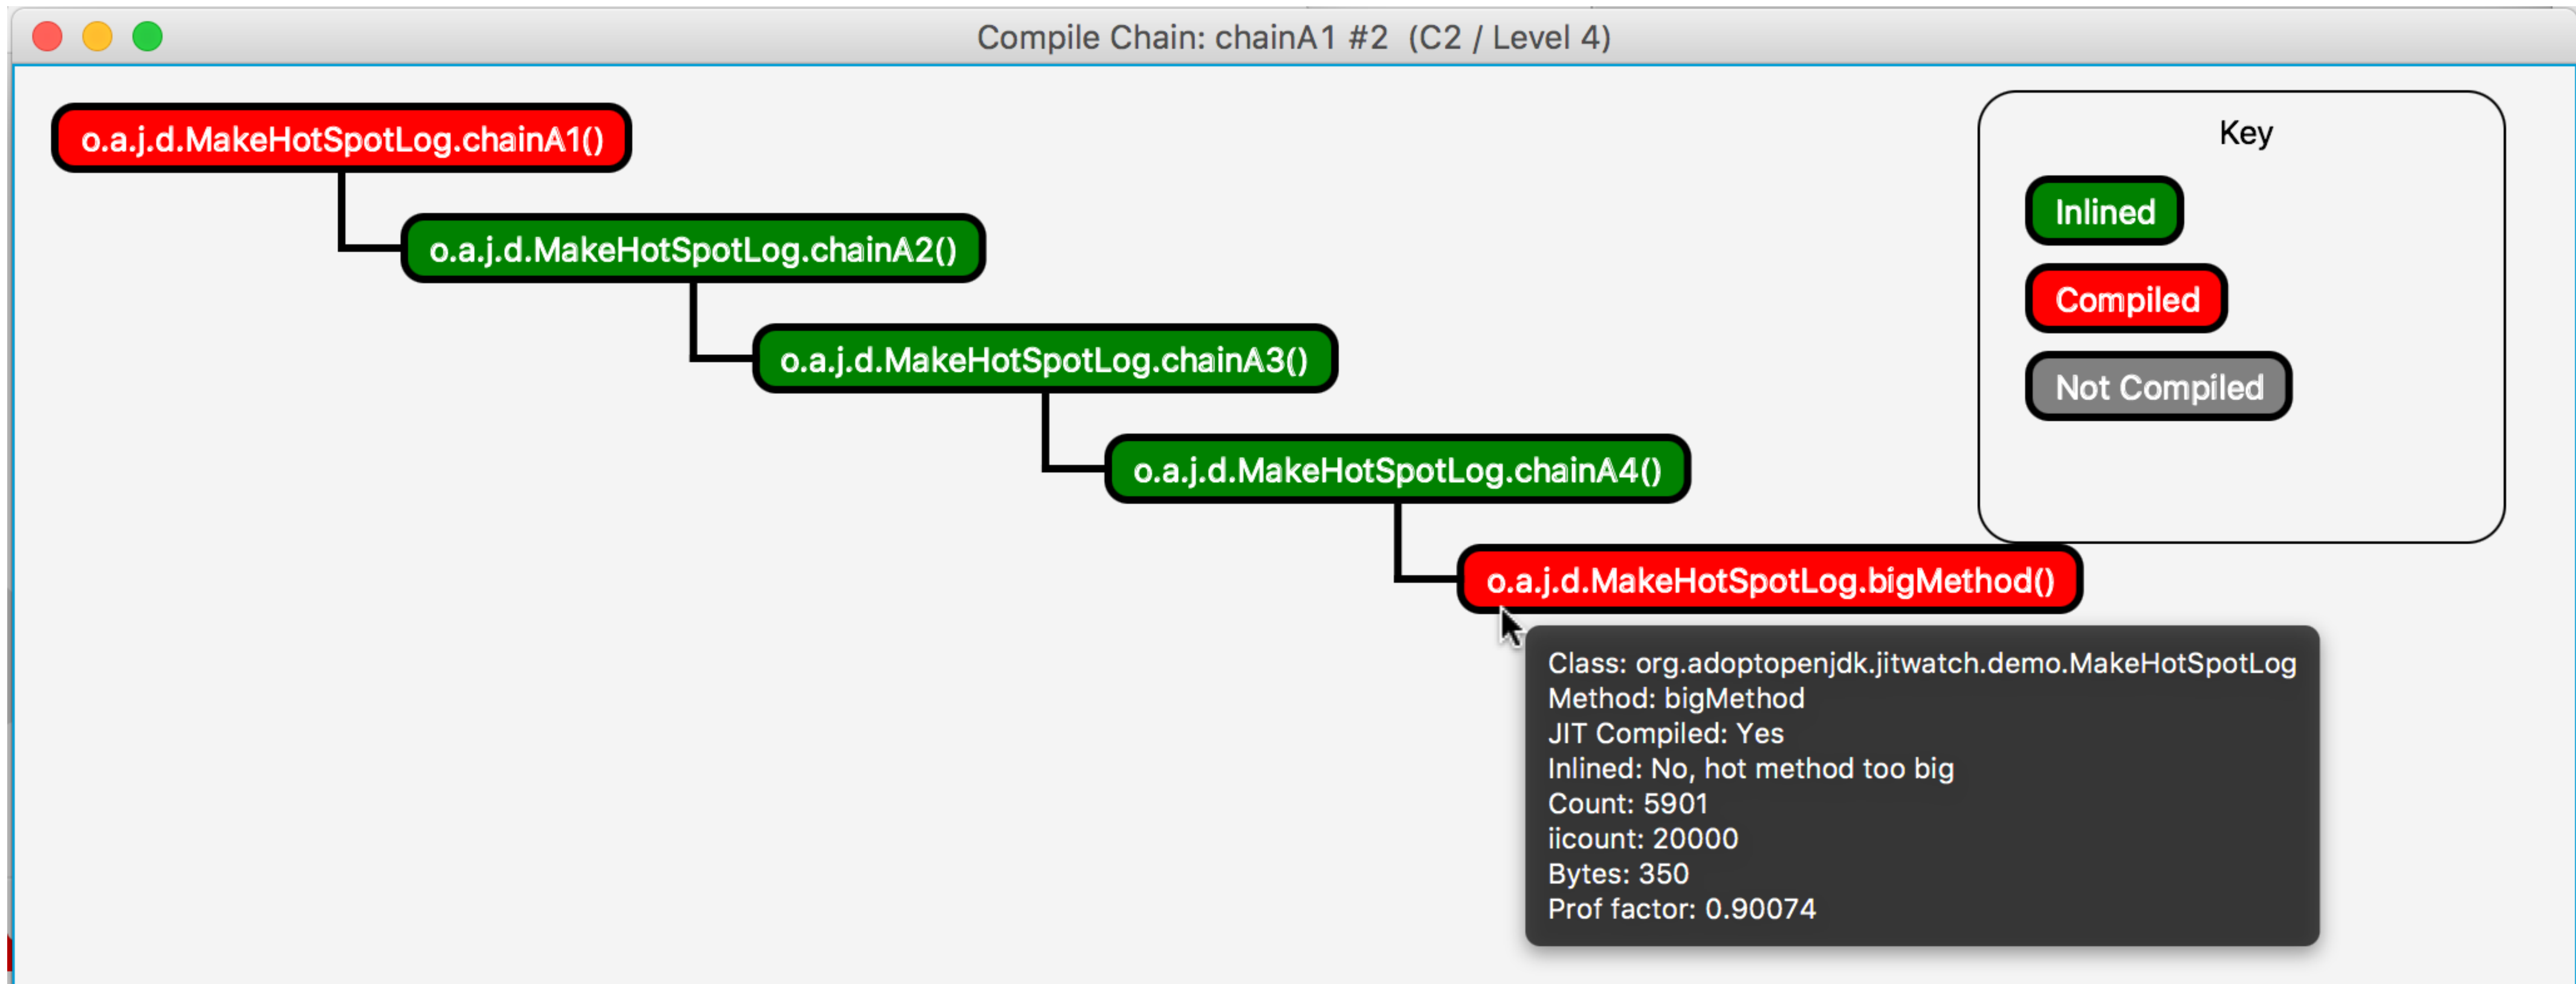 Compile Chain: chainA1 #2 (C2 / Level 4)
o.a.j.d.MakeHotSpotLog.chainA1()
o.a.j.d.MakeHotSpotLog.chainA2()
o.a.j.d.MakeHotSpotLog.chainA3()
o.a.j.d.MakeHotSpotLog.chainA4()
o.a.j.d.MakeHotSpotLog.bigMethod()
Key
Inlined
Compiled
Not Compiled
Class: org.adoptopenjdk.jitwatch.demo.MakeHotSpotLog
Method: bigMethod
JIT Compiled: Yes
Inlined: No, hot method too big
Count: 5901
iicount: 20000
Bytes: 350
Prof factor: 0.90074